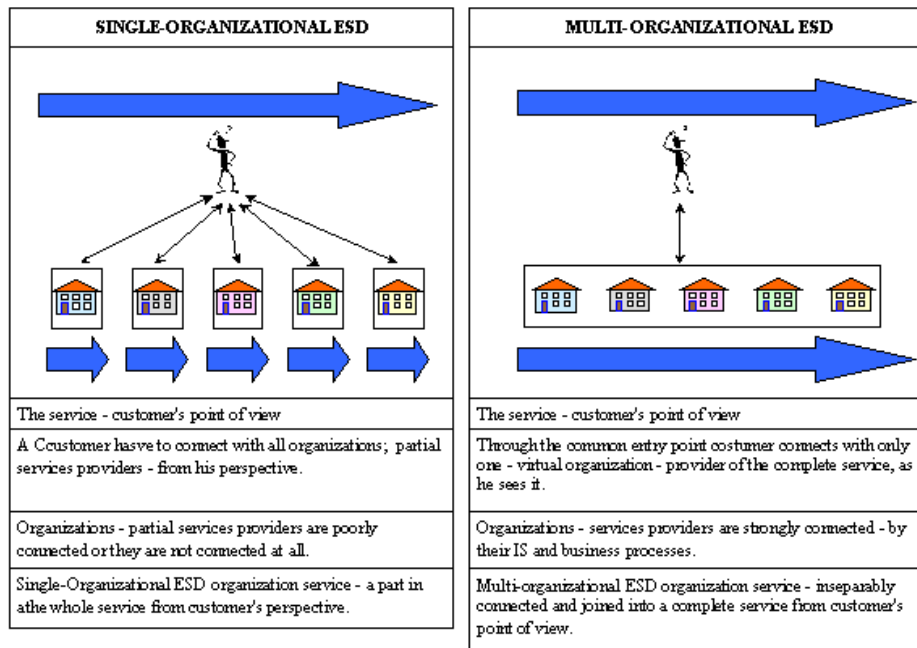 SINGLE-ORGANIZATIONAL ESD
The service - customer's point of view
A Ccustomer hasve to connect with all organizations; partial
services providers - from his perspective.
Organizations - partial services providers are poorly
connected or they are not connected at all.
Single-Organizational ESD organization service - a part in
athe whole service from customer's perspective.
MULTI-ORGANIZATIONAL ESD
The service - customer's point of view
Through the common entry point costumer connects with only
one - virtual organization - provider of the complete service, as
he sees it.
Organizations - services providers are strongly connected - by
their IS and business processes.
Multi-organizational ESD organization service - inseparably
connected and joined into a complete service from customer's
point of view.